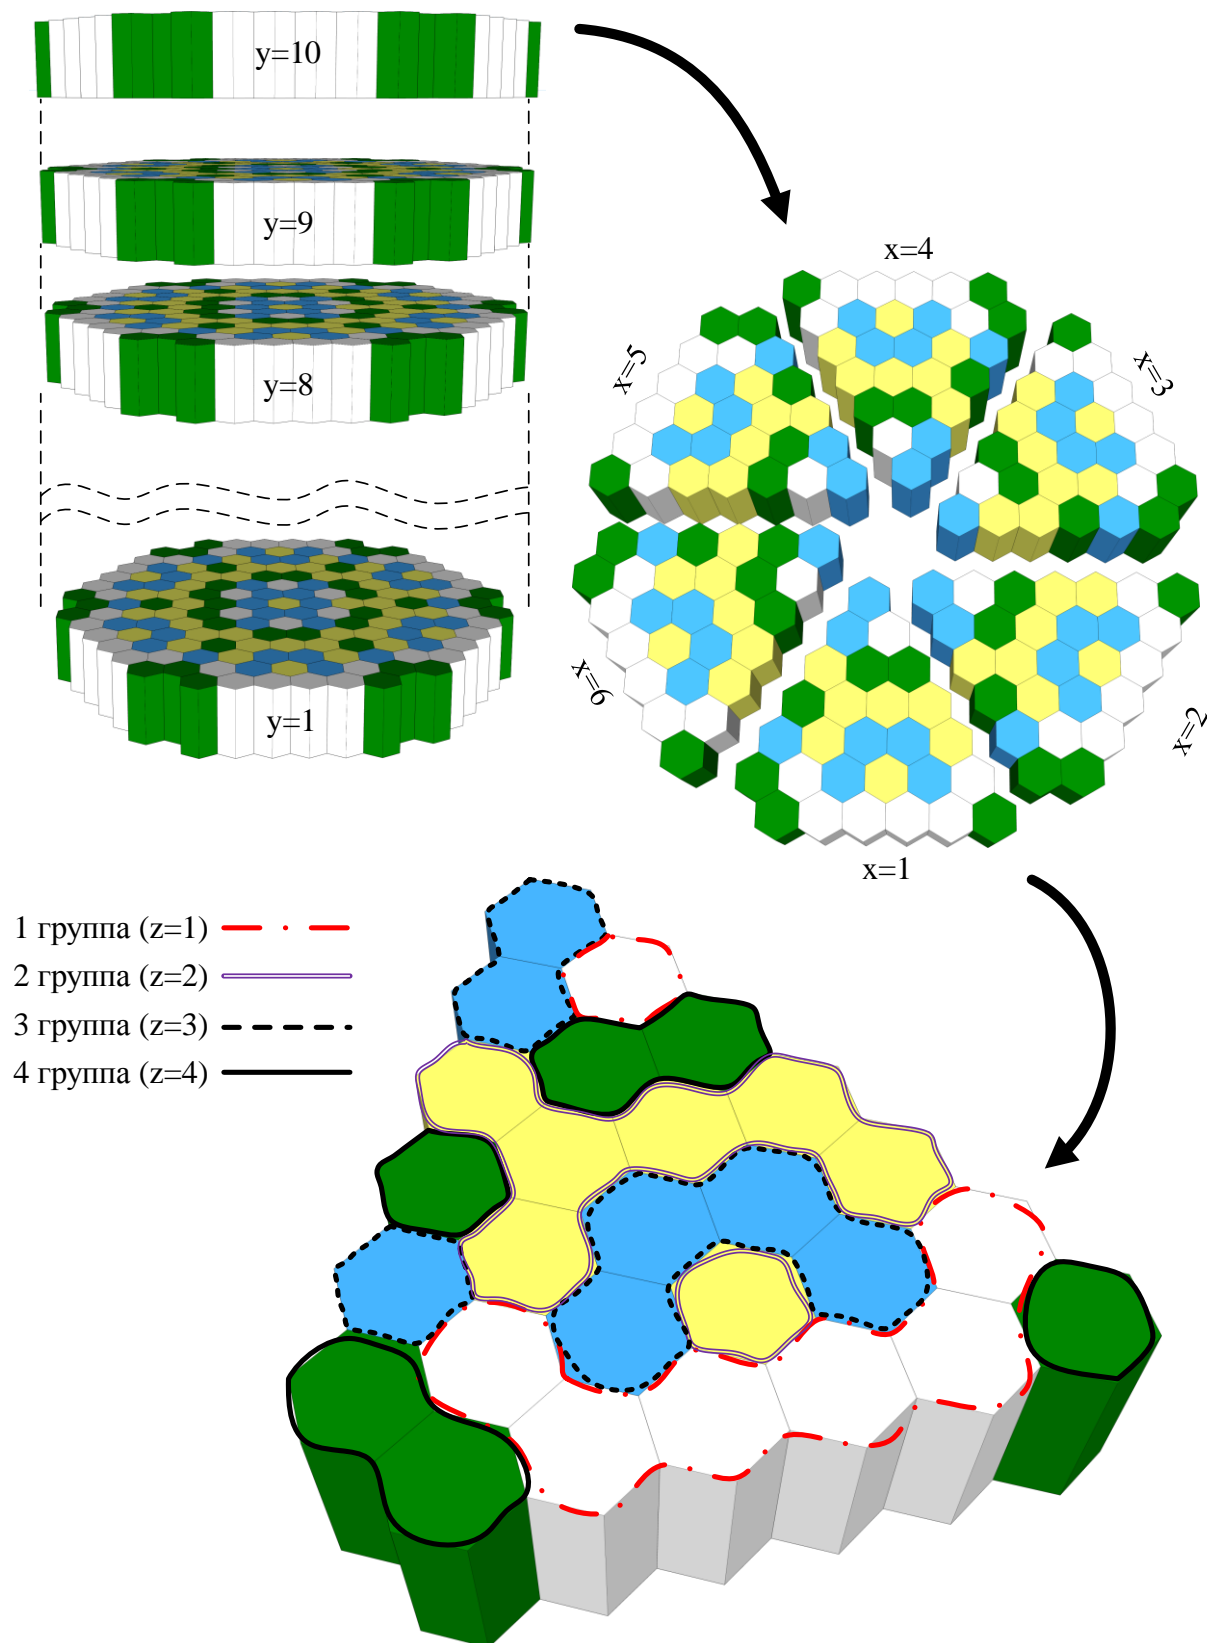 y=10
y=9
y=8
y=1
x=4
x=5
x=3
x=6
x=2
x=1
1 группа (z=1)
2 группа (z=2)
3 группа (z=3)
4 группа (z=4)